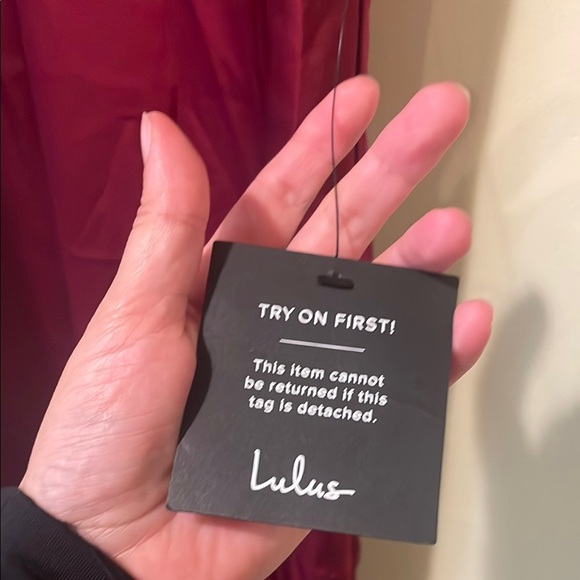 TRY ON FIRST!
This item cannot
be returned if this
tag is detached.
Lulus